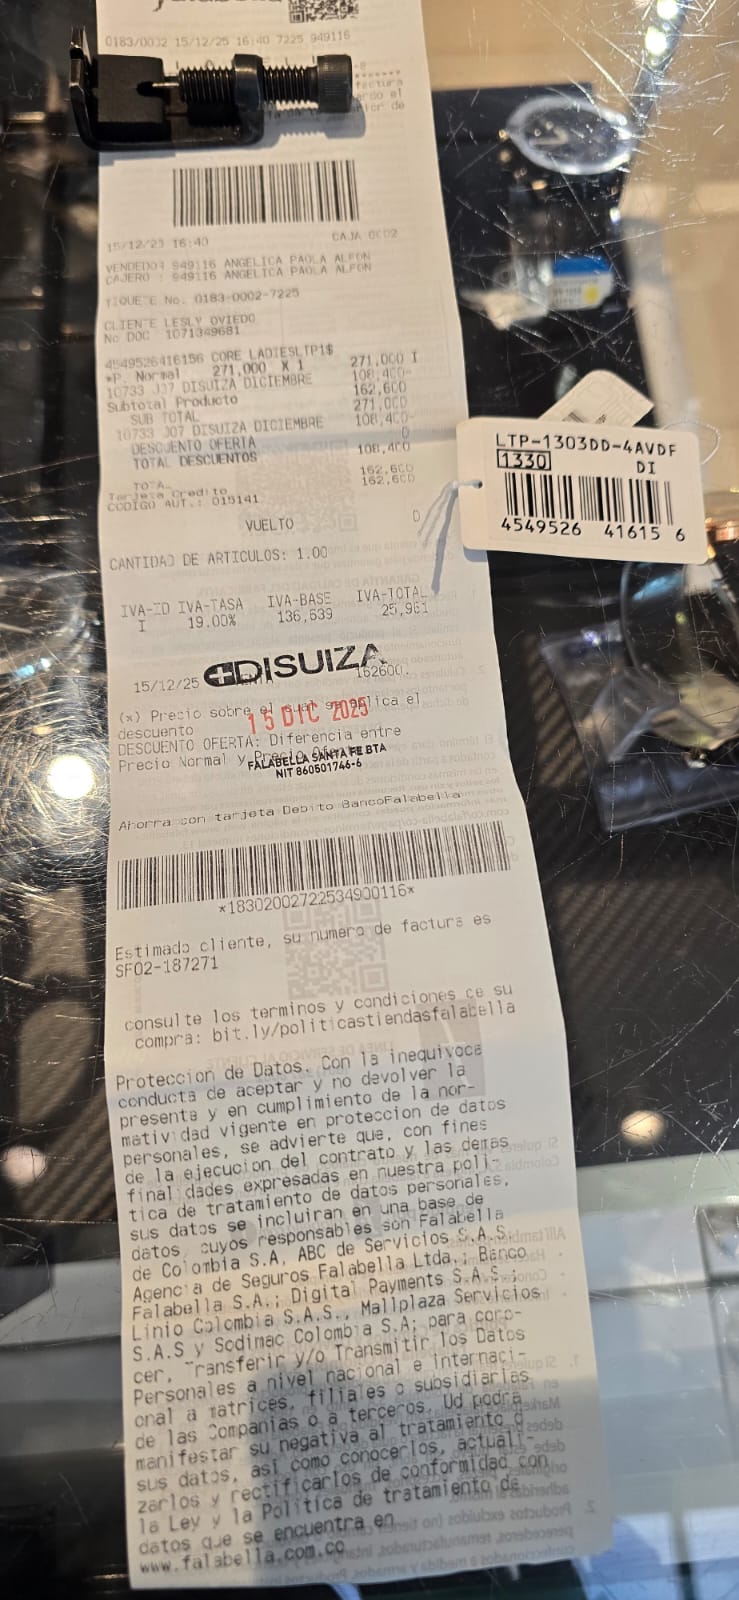 0183/0002 15/12/25 16:40 7225 949116
factura
15/12/25 16:40 CAJA 0002
VENDEDOR 949116 ANGELICA PAOLA ALFON
CAJERO : 949116 ANGELICA PAOLA ALFON
TIQUETE No. 0183-0002-7225
CLIENTE LESLY OVIEDO
No DOC 1071349681
4549526416156 CORE LADIESLTP1$ 271,000 I
*P. Normal 271,000 X 1
10733 J07 DISUIZA DICIEMBRE 108,400-
Subtotal Producto 162,600
SUB TOTAL 271,000
10733 J07 DISUIZA DICIEMBRE 108,400-
DESCUENTO OFERTA 0
TOTAL DESCUENTOS 108,400
TOTAL 162,600
Tarjeta Credito 162,600
CODIGO AUT.: 015141
VUELTO 0
CANTIDAD DE ARTICULOS: 1.00
IVA-ID IVA-TASA IVA-BASE IVA-TOTAL
I 19.00% 136,639 25,961
DISUIZA
15/12/25 162600.
(*) Precio sobre el cual se aplica el
descuento
15 DIC 2025
DESCUENTO OFERTA: Diferencia entre
Precio Normal y Precio Oferta
FALABELLA SANTA FE BTA
NIT 860501746-6
Ahorra con tarjeta Debito BancoFalabella
*18302002722534900116*
Estimado cliente, su numero de factura es
SF02-187271
consulte los terminos y condiciones de su
compra: bit.ly/politicastiendasfalabella
Proteccion de Datos. Con la inequivoca
conducta de aceptar y no devolver la
presente y en cumplimiento de la nor-
matividad vigente en proteccion de datos
personales, se advierte que, con fines
de la ejecucion del contrato y las demas
finalidades expresadas en nuestra poli-
tica de tratamiento de datos personales,
sus datos se incluiran en una base de
datos, cuyos responsables son Falabella
de Colombia S.A, ABC de Servicios S.A.S,
Agencia de Seguros Falabella Ltda.; Banco
Falabella S.A.; Digital Payments S.A.S.;
Linio Colombia S.A.S., Mallplaza Servicios
S.A.S y Sodimac Colombia S.A; para cono-
cer, Transferir y/o Transmitir los Datos
Personales a nivel nacional e internaci-
onal a matrices, filiales o subsidiarias
de las Companias o a terceros. Ud podra
manifestar su negativa al tratamiento d
sus datos, asi como conocerlos, actuali-
zarlos y rectificarlos de conformidad con
la Ley y la Politica de tratamiento de
datos que se encuentra en
www.falabella.com.co
LTP-1303DD-4AVDF
1330 DI
4549526 41615 6